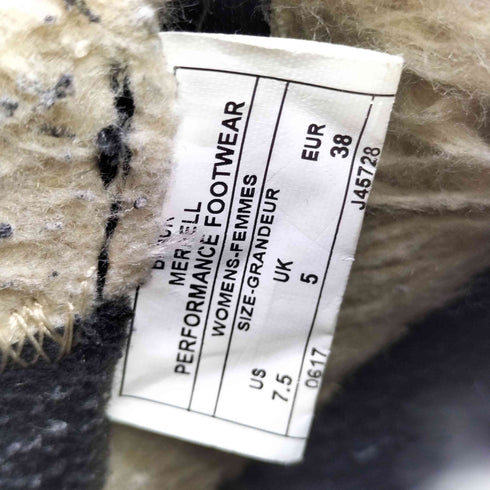 MERRELL
PERFORMANCE FOOTWEAR
WOMENS-FEMMES
SIZE-GRANDEUR
US UK EUR
7.5 5 38
0617 J45728